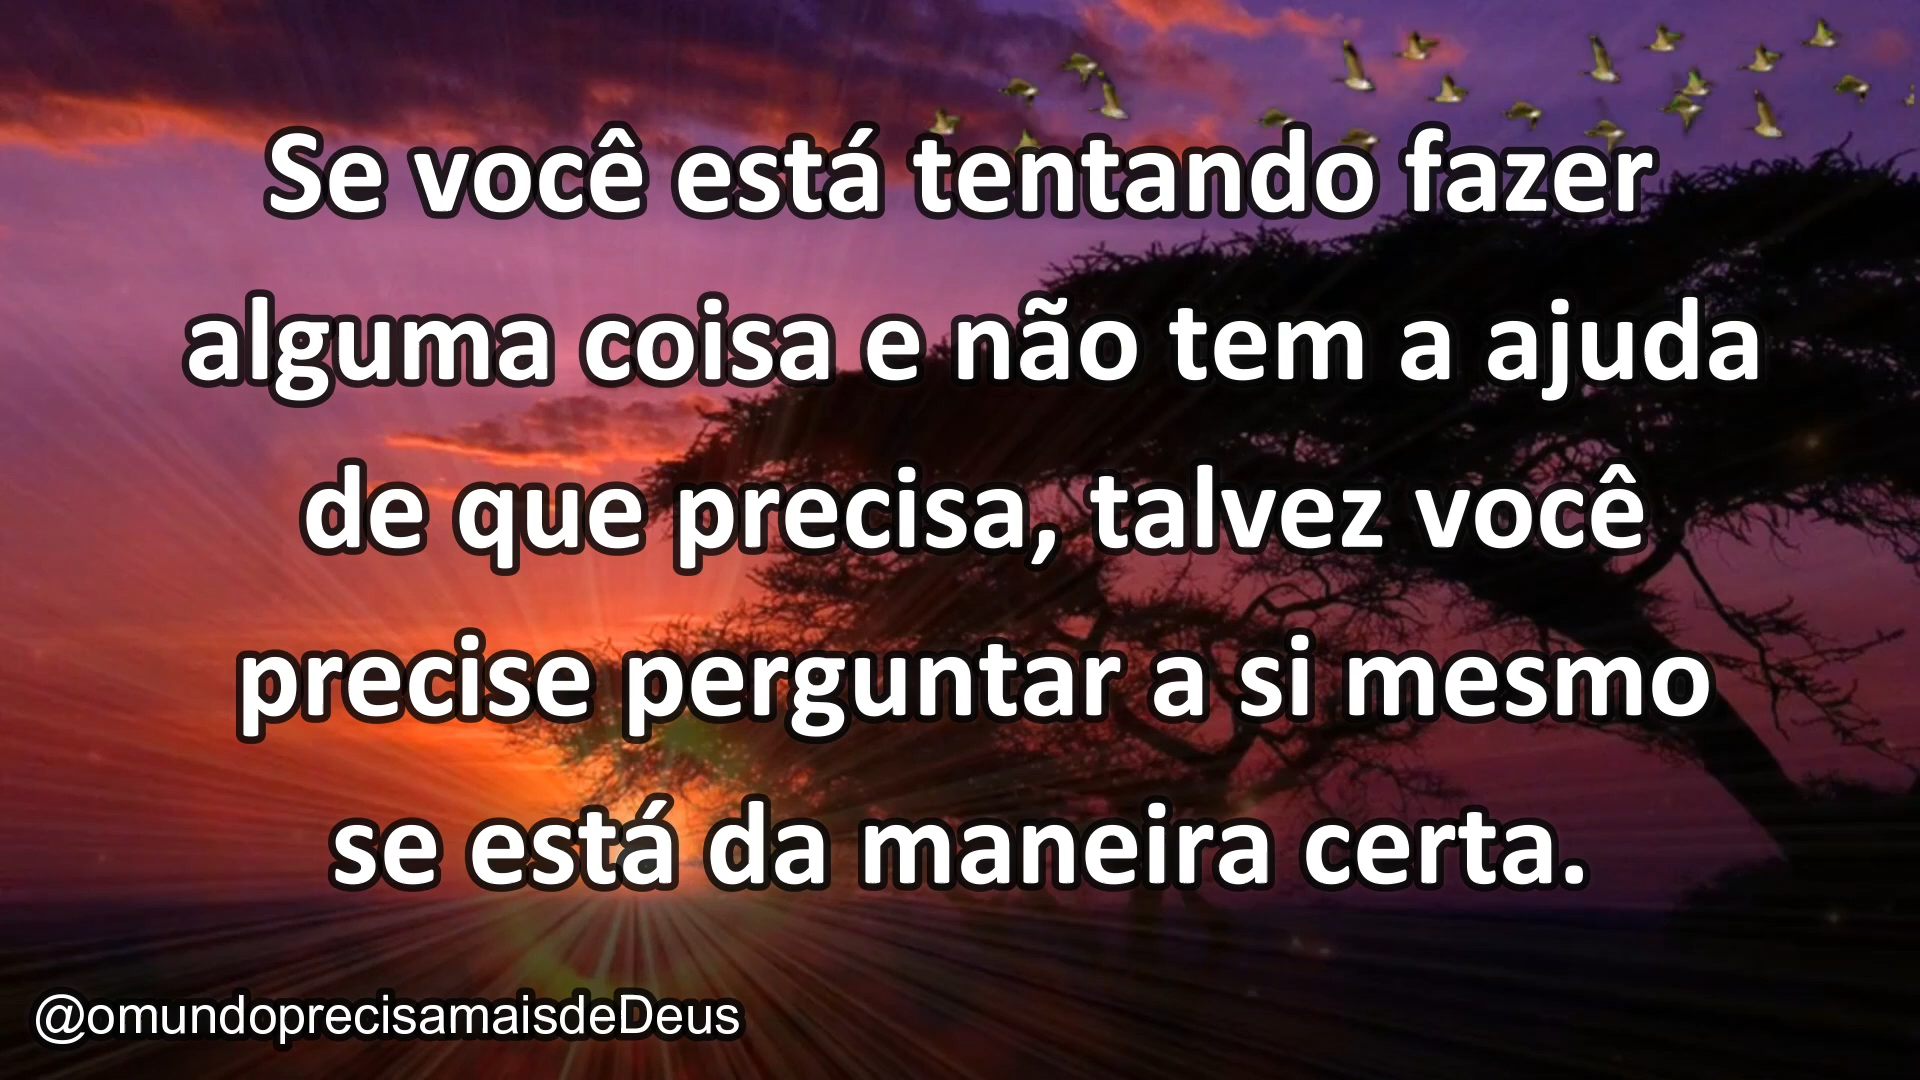 Se você está tentando fazer
alguma coisa e não tem a ajuda
de que precisa, talvez você
precise perguntar a si mesmo
se está da maneira certa.
@omundoprecisamaisdeDeus